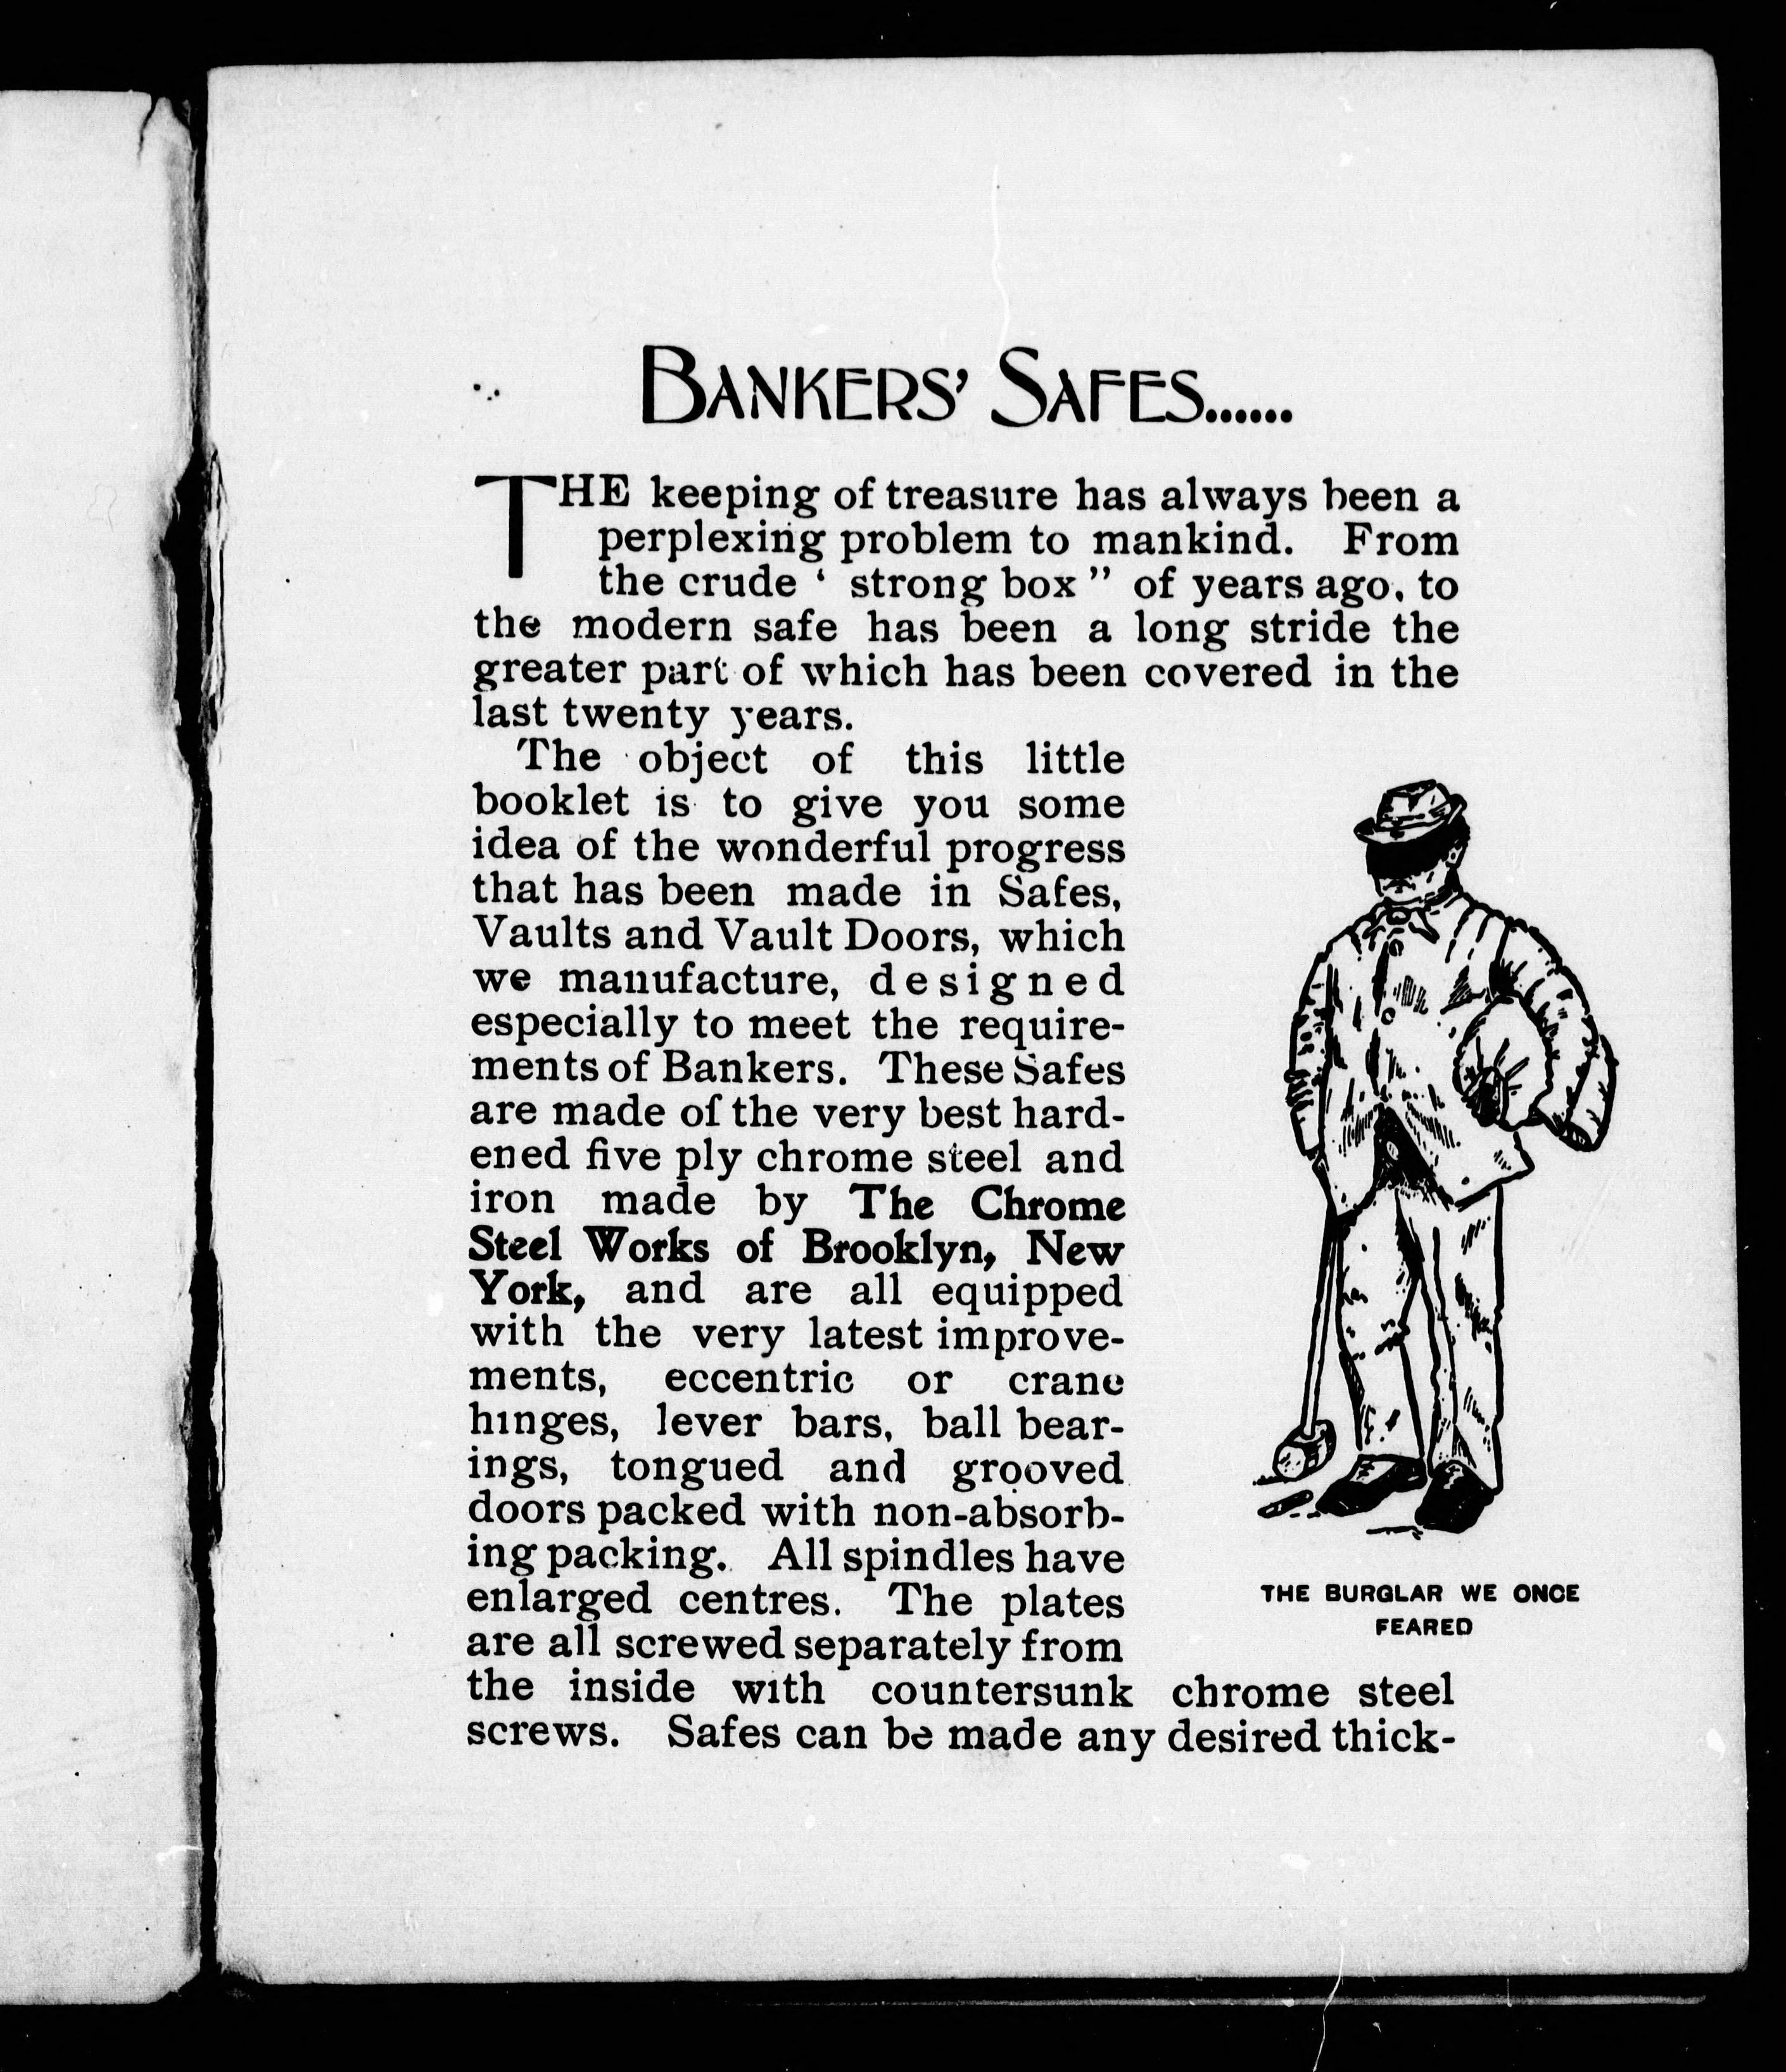 BANKERS' SAFES......
THE keeping of treasure has always been a
perplexing problem to mankind. From
the crude ‘ strong box ” of years ago, to
the modern safe has been a long stride the
greater part of which has been covered in the
last twenty years.
The object of this little
booklet is to give you some
idea of the wonderful progress
that has been made in Safes,
Vaults and Vault Doors, which
we manufacture, designed
especially to meet the require-
ments of Bankers. These Safes
are made of the very best hard-
ened five ply chrome steel and
iron made by The Chrome
Steel Works of Brooklyn, New
York, and are all equipped
with the very latest improve-
ments, eccentric or crane
hinges, lever bars, ball bear-
ings, tongued and grooved
doors packed with non-absorb-
ing packing. All spindles have
enlarged centres. The plates
are all screwed separately from
the inside with countersunk chrome steel
screws. Safes can be made any desired thick-
THE BURGLAR WE ONCE
FEARED